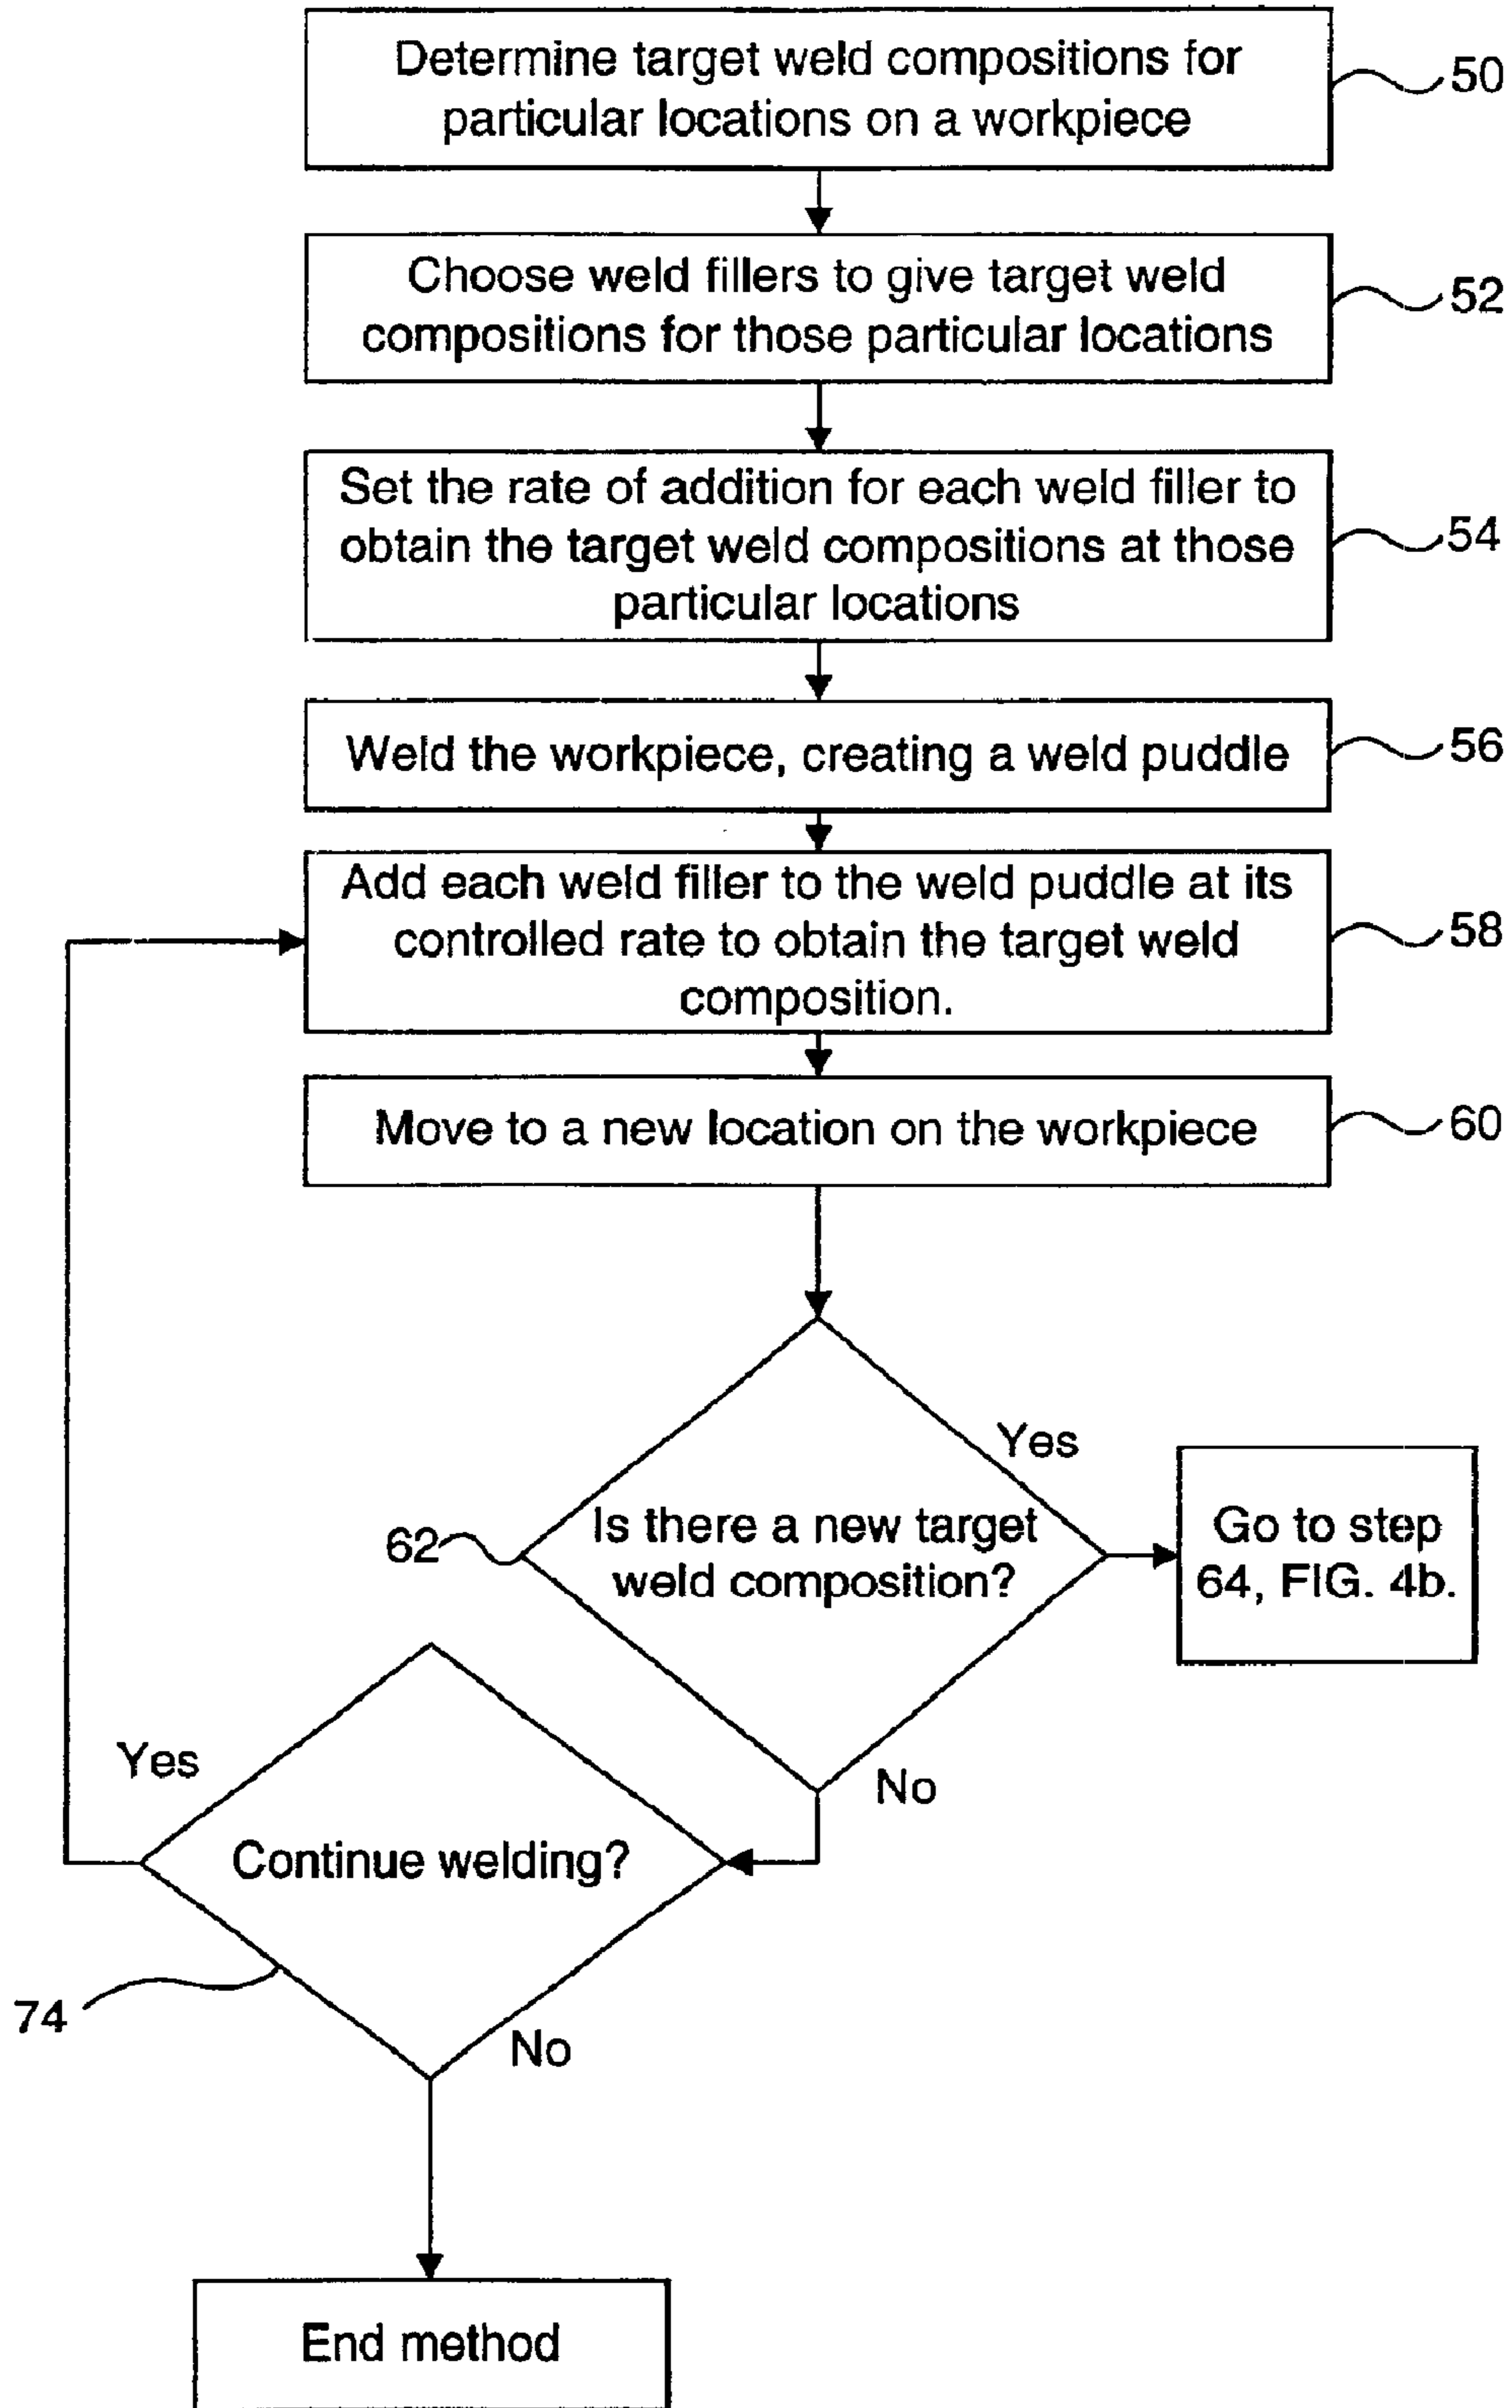 Determine target weld compositions for
particular locations on a workpiece
50
Choose weld fillers to give target weld
compositions for those particular locations
52
Set the rate of addition for each weld filler to
obtain the target weld compositions at those
particular locations
54
Weld the workpiece, creating a weld puddle
56
Add each weld filler to the weld puddle at its
controlled rate to obtain the target weld
composition.
58
Move to a new location on the workpiece
60
Yes
Is there a new target
weld composition?
62
Go to step
64, FIG. 4b.
No
Yes
Continue welding?
74
No
End method